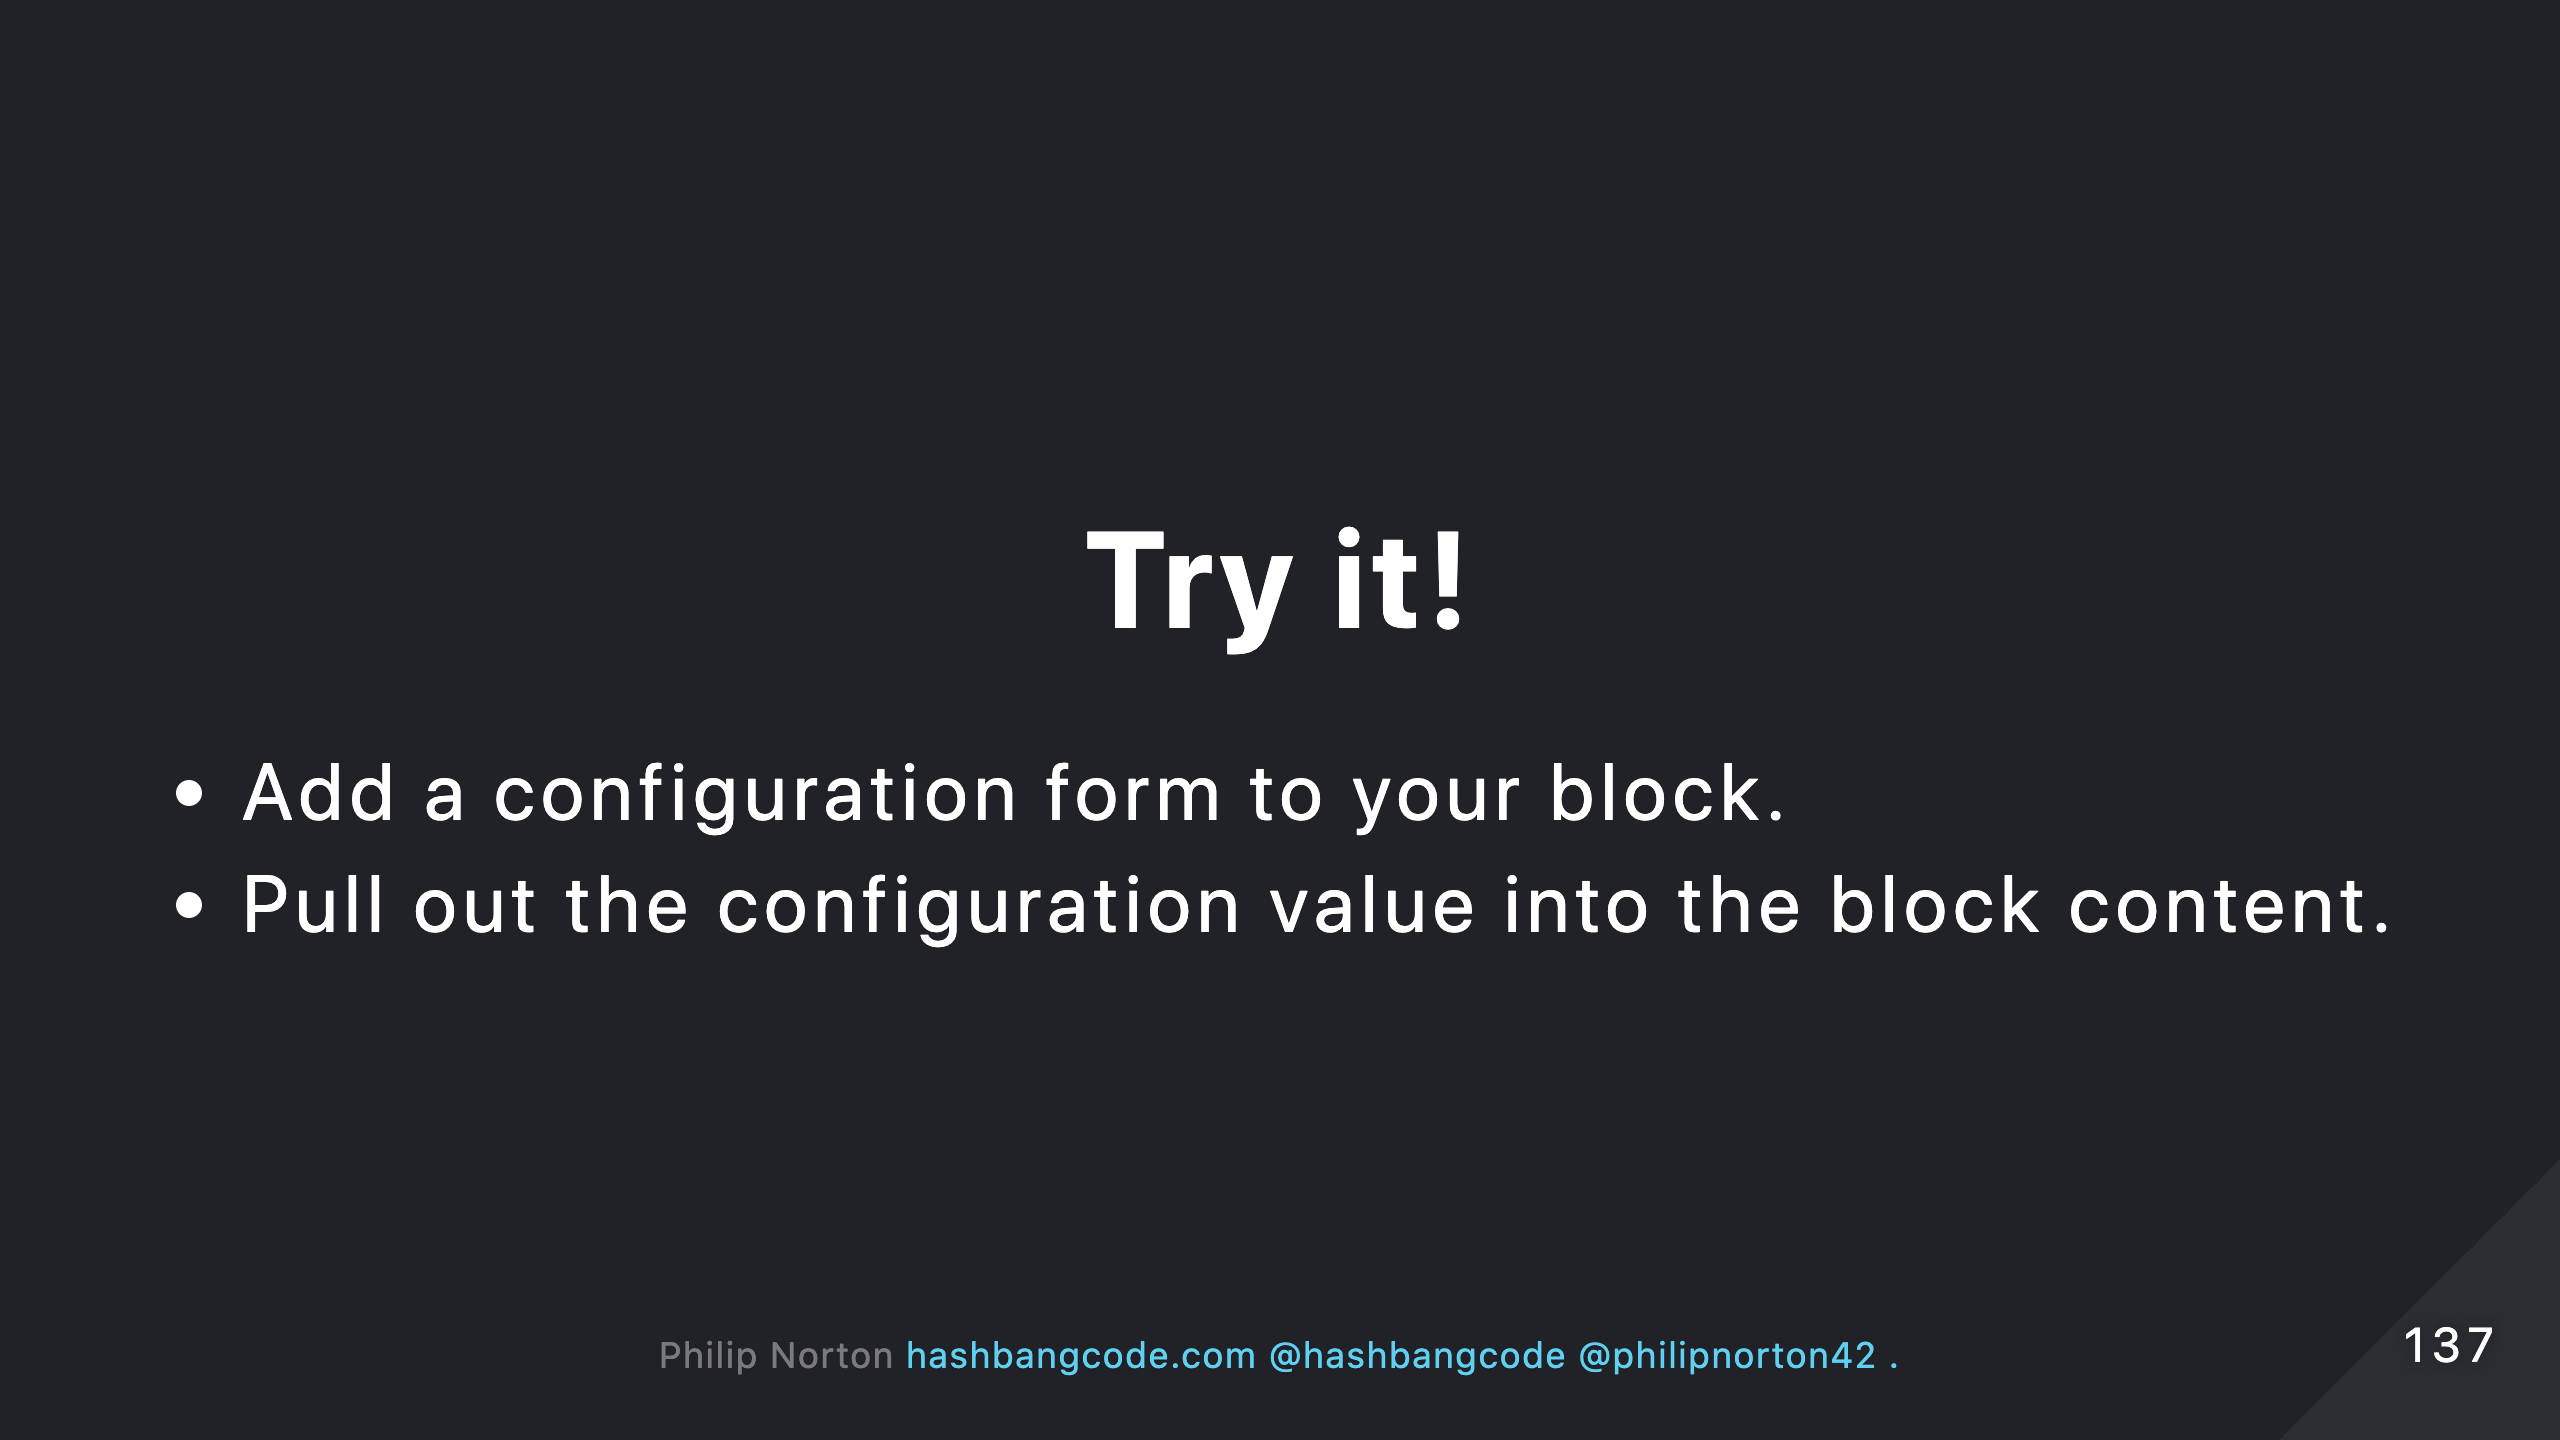 Try it!
• Add a configuration form to your block.
• Pull out the configuration value into the block content.
Philip Norton hashbangcode.com @hashbangcode @philipnorton42 .
137